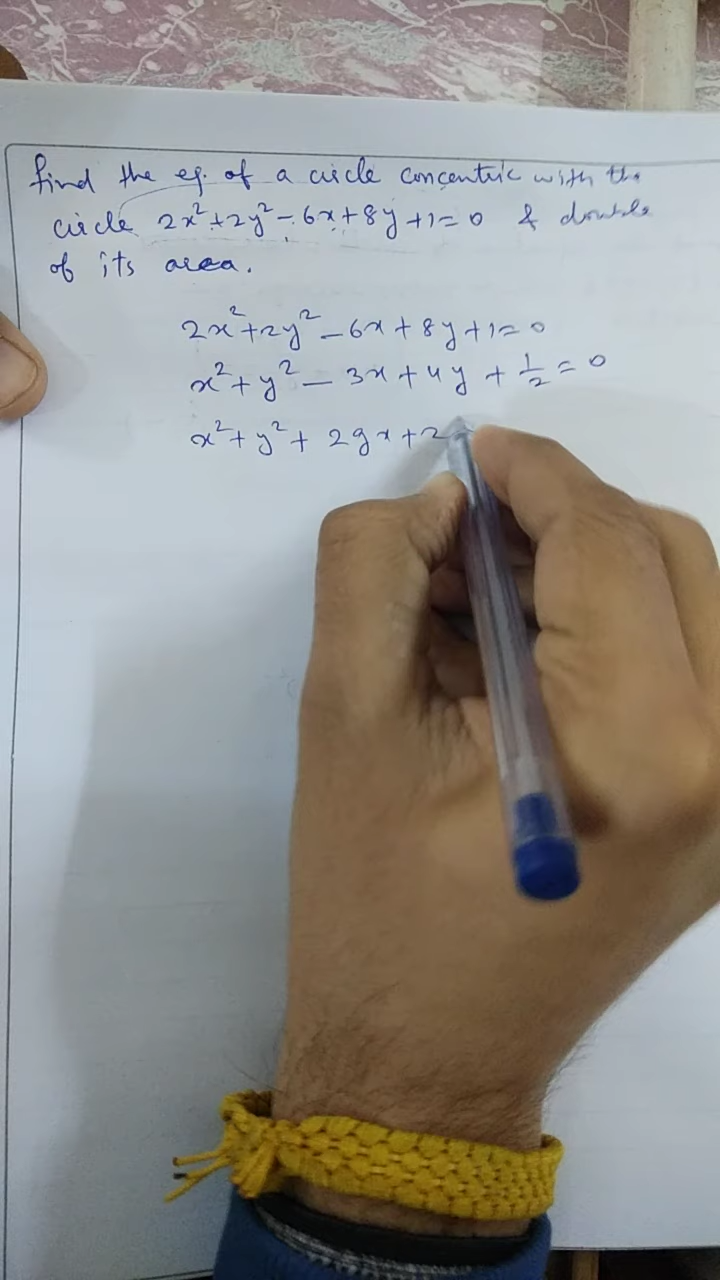 find the eq. of a circle concentric with the
circle 2x²+2y²-6x+8y+1=0 & double
of its area.
2x²+2y²-6x+8y+1=0
x²+y²-3x+4y+½=0
x²+y²+2gx+2